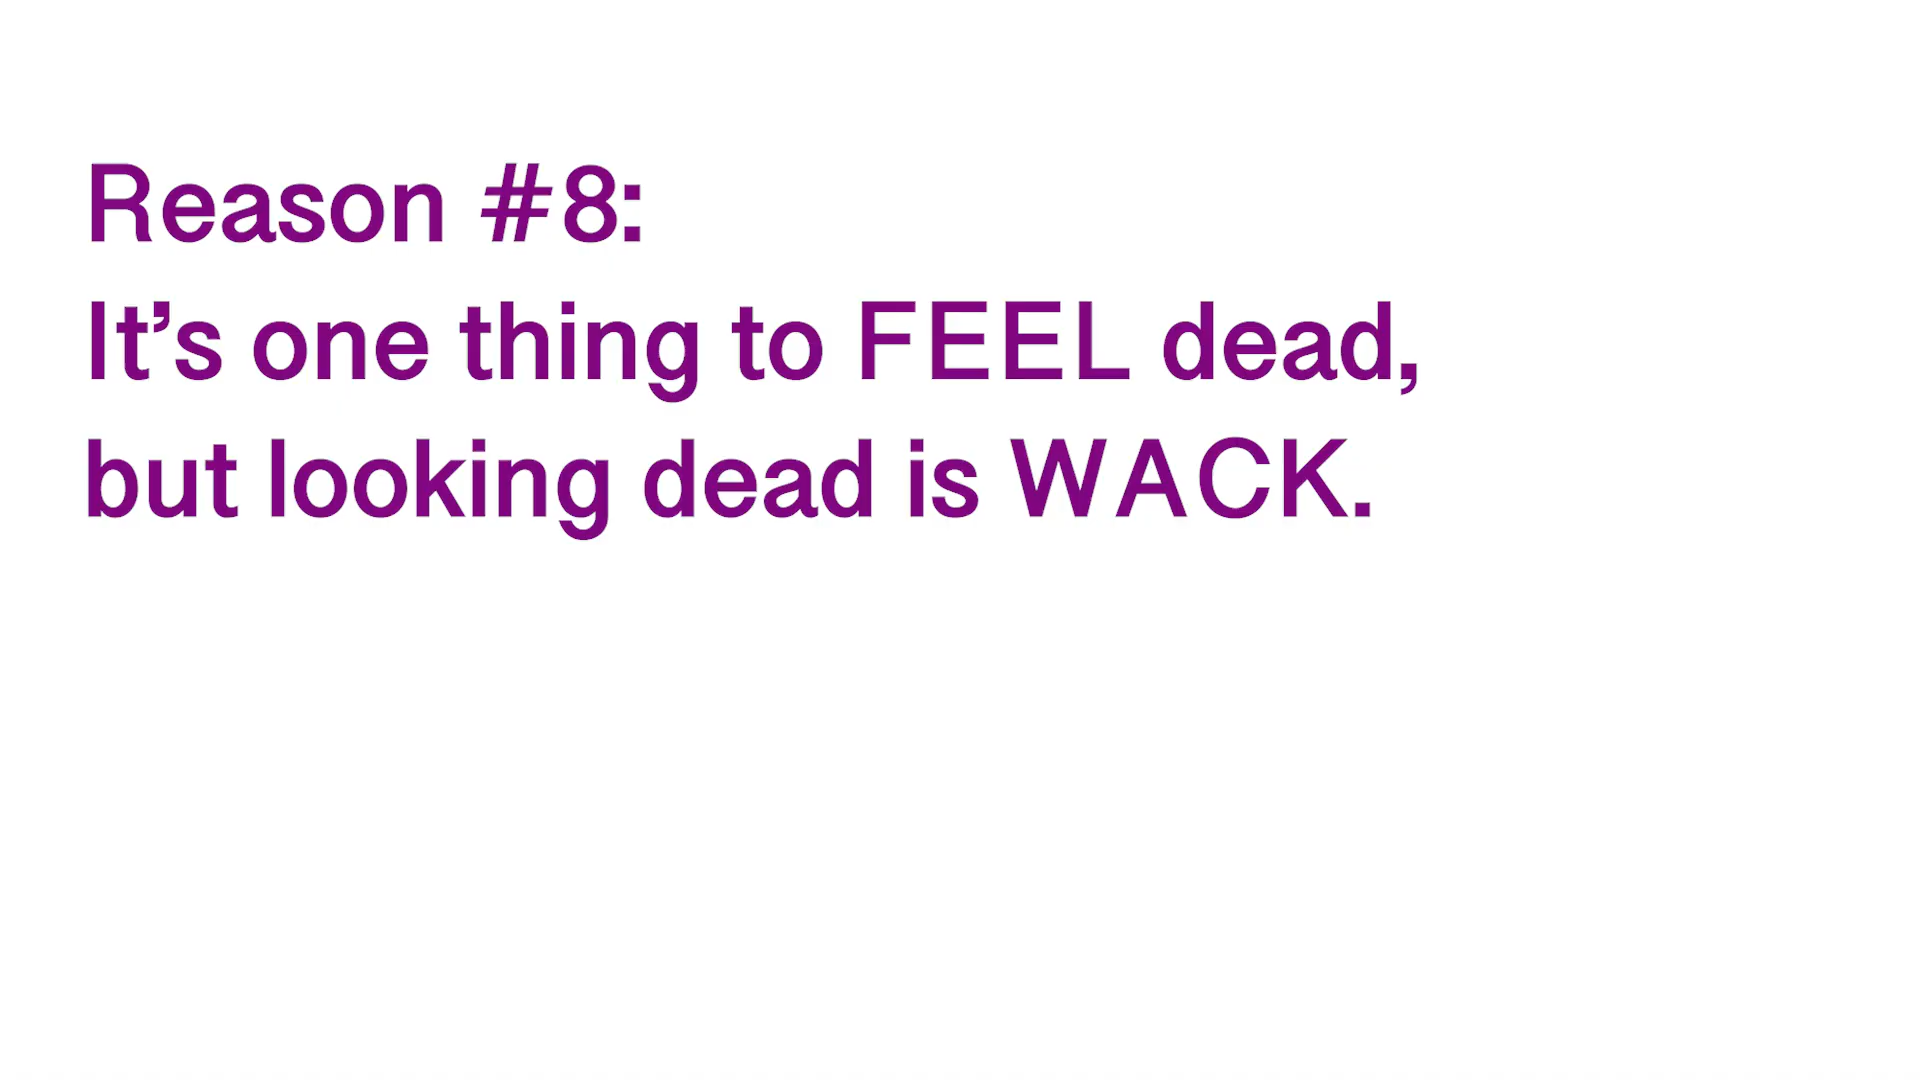 Reason #8:
It’s one thing to FEEL dead,
but looking dead is WACK.